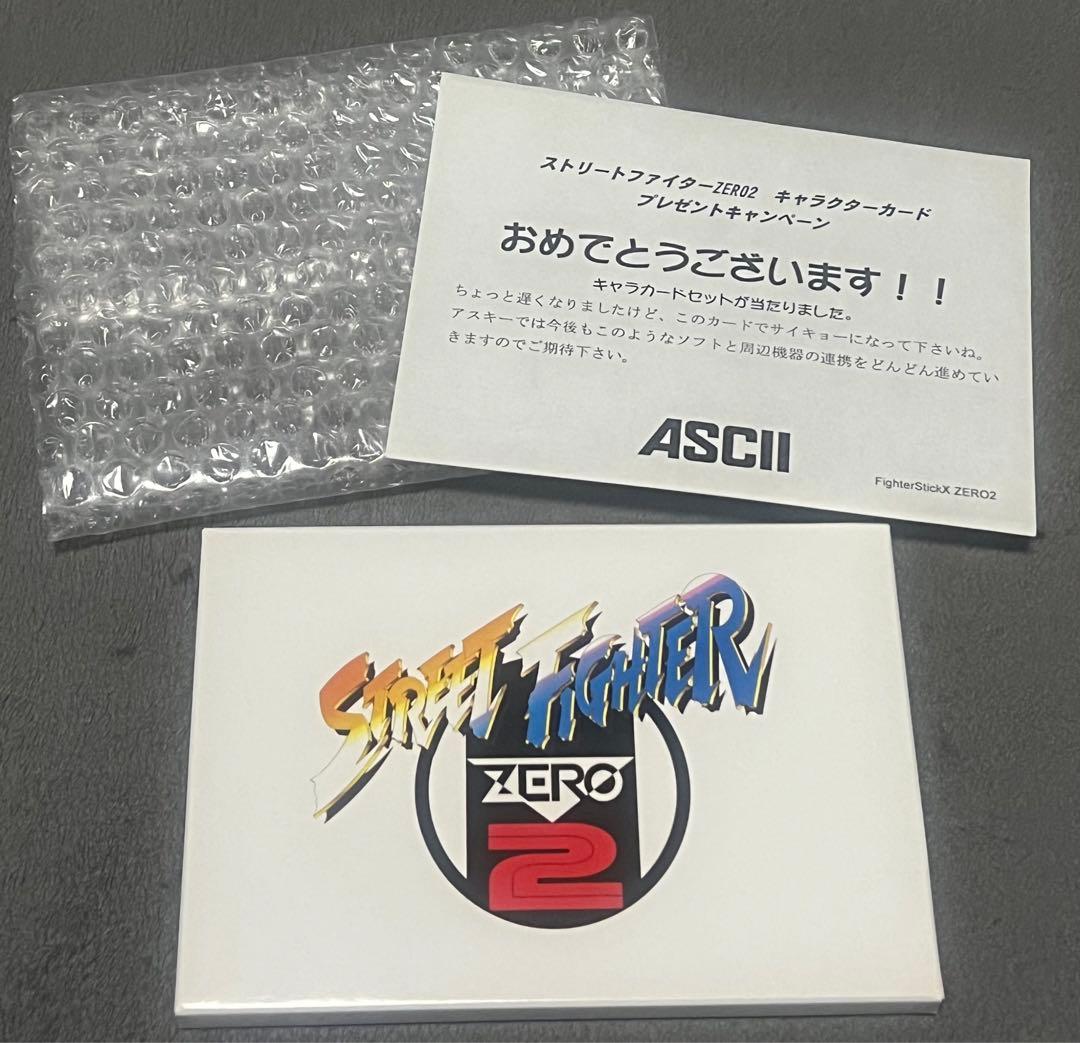 ストリートファイターZERO2 キャラクターカード
プレゼントキャンペーン
おめでとうございます！！
キャラカードセットが当たりました。
ちょっと遅くなりましたけど、このカードでサイキョーになって下さいね。
アスキーでは今後もこのようなソフトと周辺機器の連携をどんどん進めてい
きますのでご期待下さい。
ASCII
FighterStickX ZERO2
STREET FIGHTER
ZERO
2